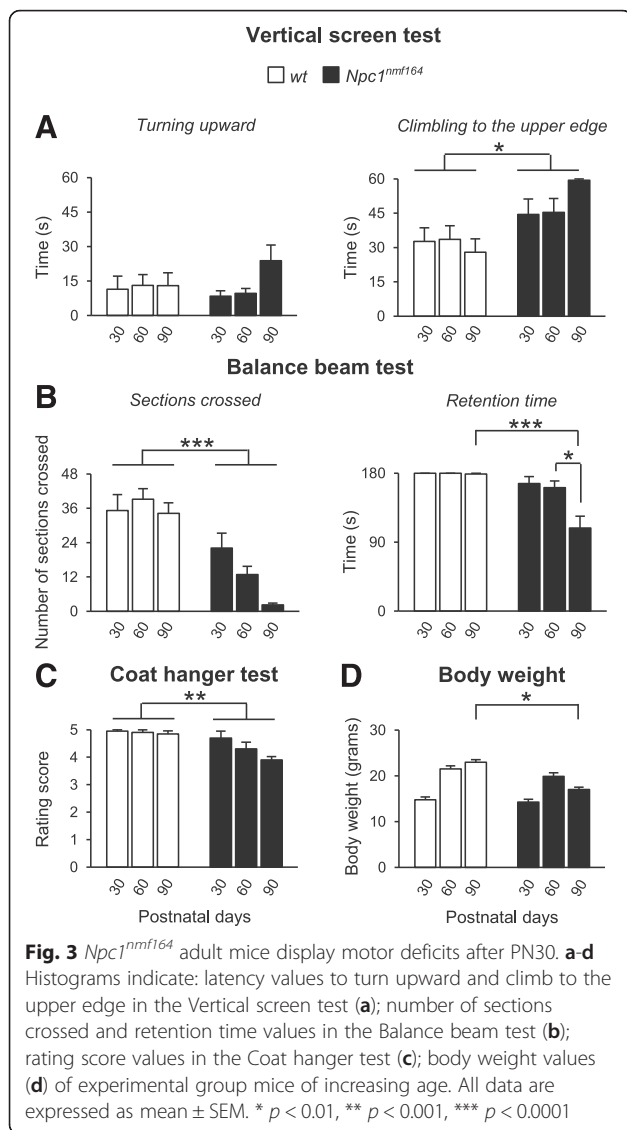 Vertical screen test
wt Npc1nmf164
A
Turning upward
Climbling to the upper edge
*
Time (s)
60
45
30
15
0
30 60 90 30 60 90
Time (s)
60
45
30
15
0
30 60 90 30 60 90
Balance beam test
B
Sections crossed
Retention time
***
***
*
Number of sections crossed
48
36
24
12
0
30 60 90 30 60 90
Time (s)
180
90
0
30 60 90 30 60 90
C
Coat hanger test
**
Rating score
5
4
3
2
1
0
30 60 90 30 60 90
Postnatal days
D
Body weight
*
Body weight (grams)
30
20
10
0
30 60 90 30 60 90
Postnatal days
Fig. 3 Npc1nmf164 adult mice display motor deficits after PN30. a-d
Histograms indicate: latency values to turn upward and climb to the
upper edge in the Vertical screen test (a); number of sections
crossed and retention time values in the Balance beam test (b);
rating score values in the Coat hanger test (c); body weight values
(d) of experimental group mice of increasing age. All data are
expressed as mean ± SEM. * p < 0.01, ** p < 0.001, *** p < 0.0001